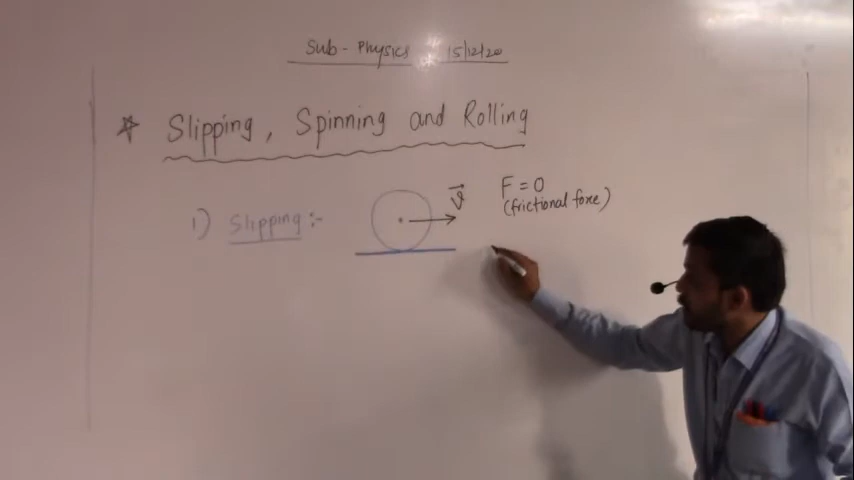 Sub - Physics 15/12/20
☆ Slipping, Spinning and Rolling
1) Slipping :-
v⃗
F = 0
(frictional force)